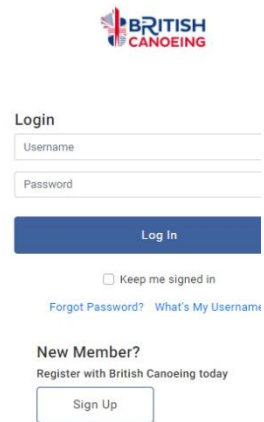 BRITISH
CANOEING
Login
Username
Password
Log In
Keep me signed in
Forgot Password? What's My Username
New Member?
Register with British Canoeing today
Sign Up